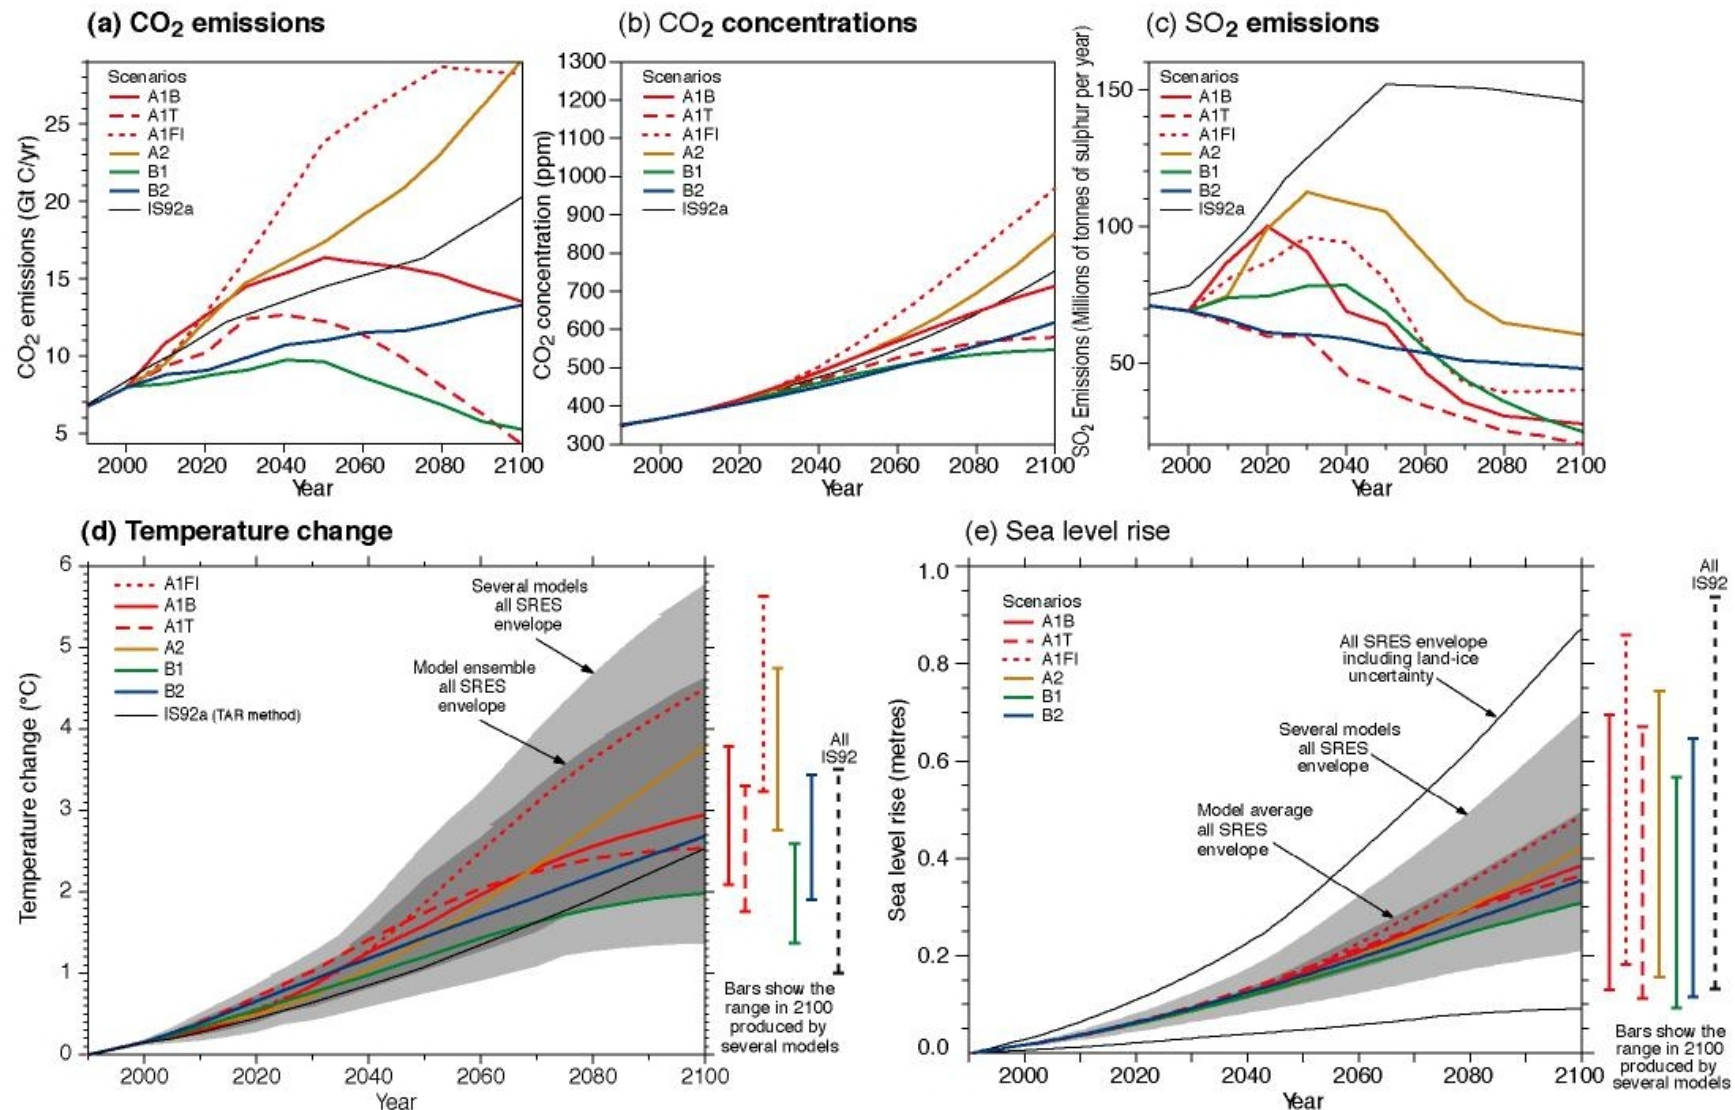 (a) CO2 emissions
CO2 emissions (Gt C/yr)
Scenarios
A1B
A1T
A1FI
A2
B1
B2
IS92a
25
20
15
10
5
2000 2020 2040 2060 2080 2100
Year
(b) CO2 concentrations
CO2 concentration (ppm)
Scenarios
A1B
A1T
A1FI
A2
B1
B2
IS92a
1300
1200
1100
1000
900
800
700
600
500
400
300
2000 2020 2040 2060 2080 2100
Year
(c) SO2 emissions
SO2 Emissions (Millions of tonnes of sulphur per year)
Scenarios
A1B
A1T
A1FI
A2
B1
B2
IS92a
150
100
50
2000 2020 2040 2060 2080 2100
Year
(d) Temperature change
Temperature change (°C)
A1FI
A1B
A1T
A2
B1
B2
IS92a (TAR method)
Several models
all SRES
envelope
Model ensemble
all SRES
envelope
6
5
4
3
2
1
0
2000 2020 2040 2060 2080 2100
Year
All
IS92
Bars show the
range in 2100
produced by
several models
(e) Sea level rise
Sea level rise (metres)
Scenarios
A1B
A1T
A1FI
A2
B1
B2
All SRES envelope
including land-ice
uncertainty
Several models
all SRES
envelope
Model average
all SRES
envelope
1.0
0.8
0.6
0.4
0.2
0.0
2000 2020 2040 2060 2080 2100
Year
All
IS92
Bars show the
range in 2100
produced by
several models